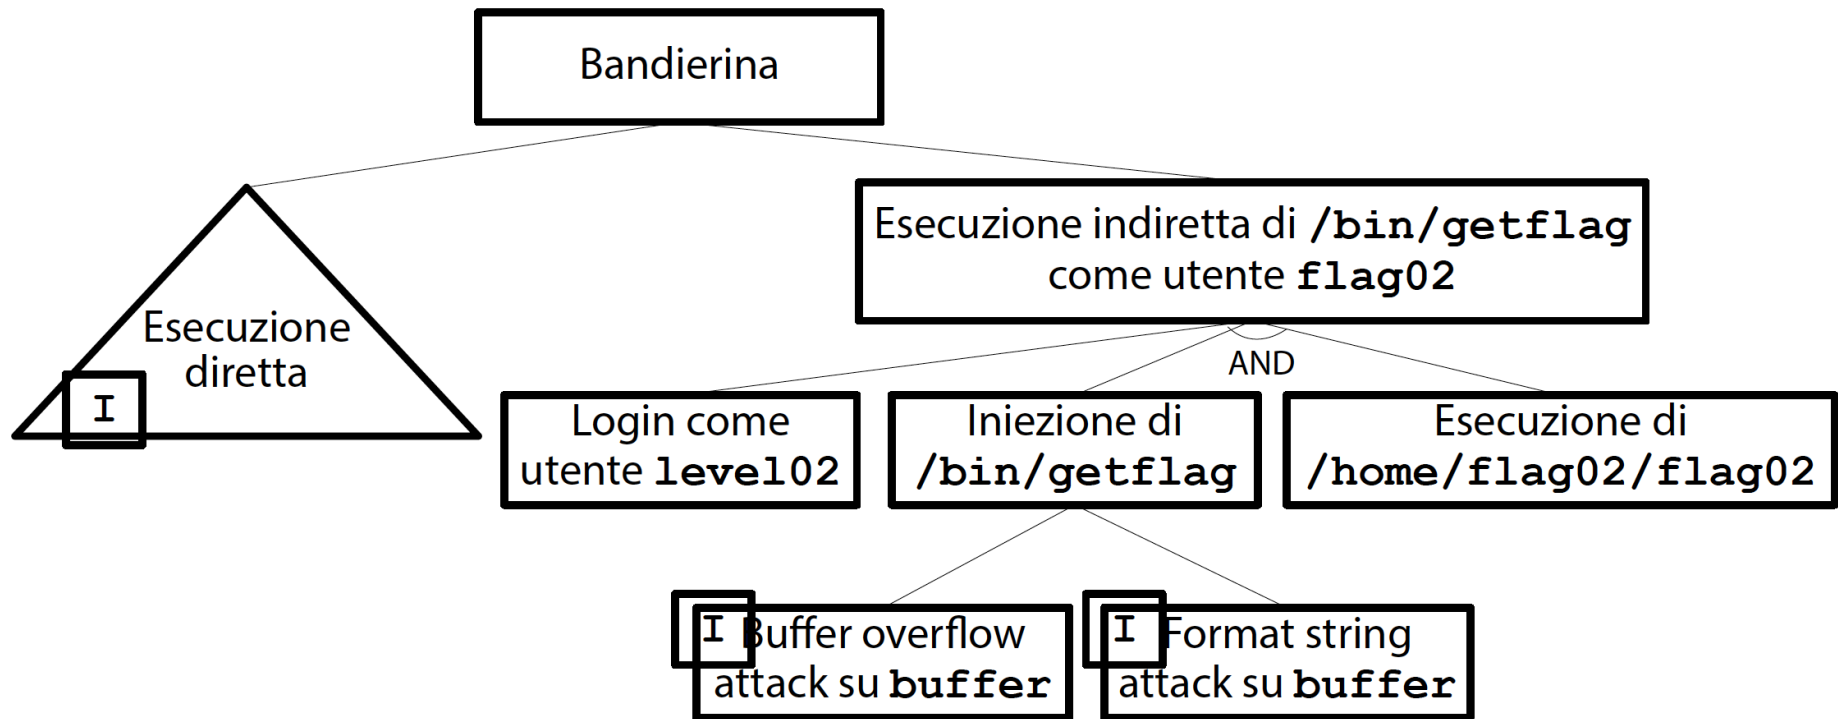 Bandierina
Esecuzione indiretta di /bin/getflag
come utente flag02
Esecuzione
diretta
I
AND
Login come
utente level02
Iniezione di
/bin/getflag
Esecuzione di
/home/flag02/flag02
I
Buffer overflow
attack su buffer
I
Format string
attack su buffer